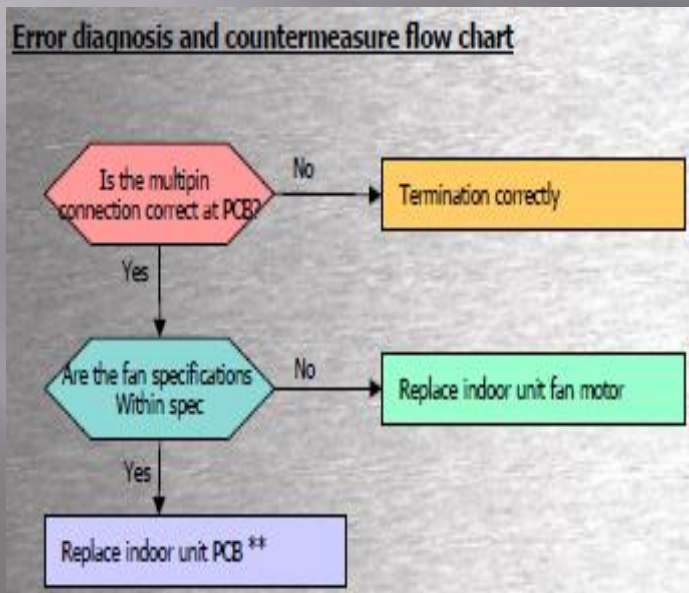 Error diagnosis and countermeasure flow chart
Is the multipin
connection correct at PCB?
No
Termination correctly
Yes
Are the fan specifications
Within spec
No
Replace indoor unit fan motor
Yes
Replace indoor unit PCB **